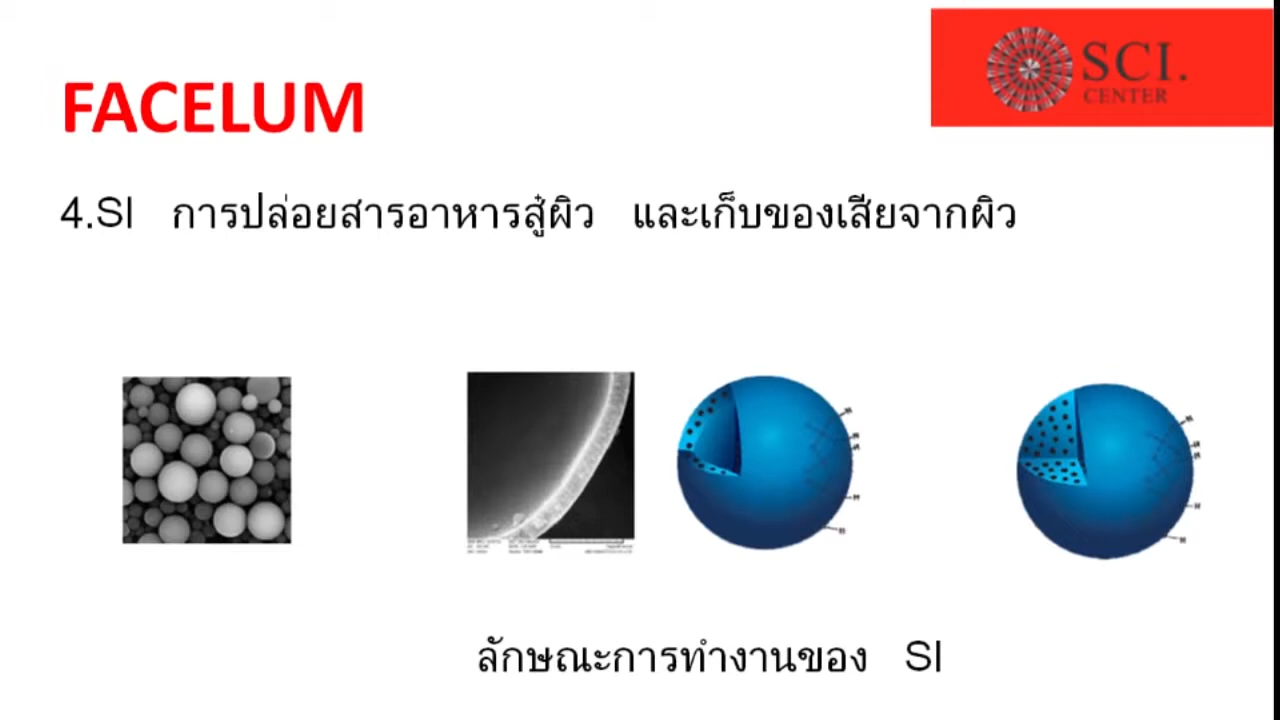 SCI.
CENTER
FACELUM
4.SI การปล่อยสารอาหารสู่ผิว และเก็บของเสียจากผิว
ลักษณะการทำงานของ SI